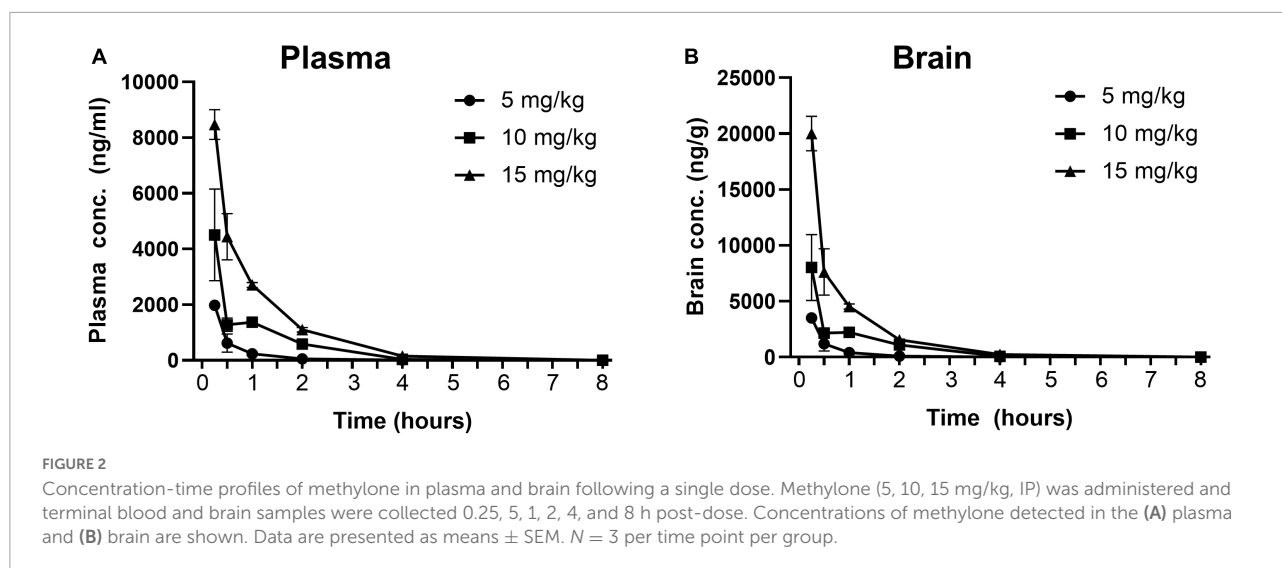 A
Plasma
10000
8000
6000
4000
2000
0
Plasma conc. (ng/ml)
5 mg/kg
10 mg/kg
15 mg/kg
0 1 2 3 4 5 6 7 8
Time (hours)
B
Brain
25000
20000
15000
10000
5000
0
Brain conc. (ng/g)
5 mg/kg
10 mg/kg
15 mg/kg
0 1 2 3 4 5 6 7 8
Time (hours)
FIGURE 2
Concentration-time profiles of methylone in plasma and brain following a single dose. Methylone (5, 10, 15 mg/kg, IP) was administered and
terminal blood and brain samples were collected 0.25, 5, 1, 2, 4, and 8 h post-dose. Concentrations of methylone detected in the (A) plasma
and (B) brain are shown. Data are presented as means ± SEM. N = 3 per time point per group.